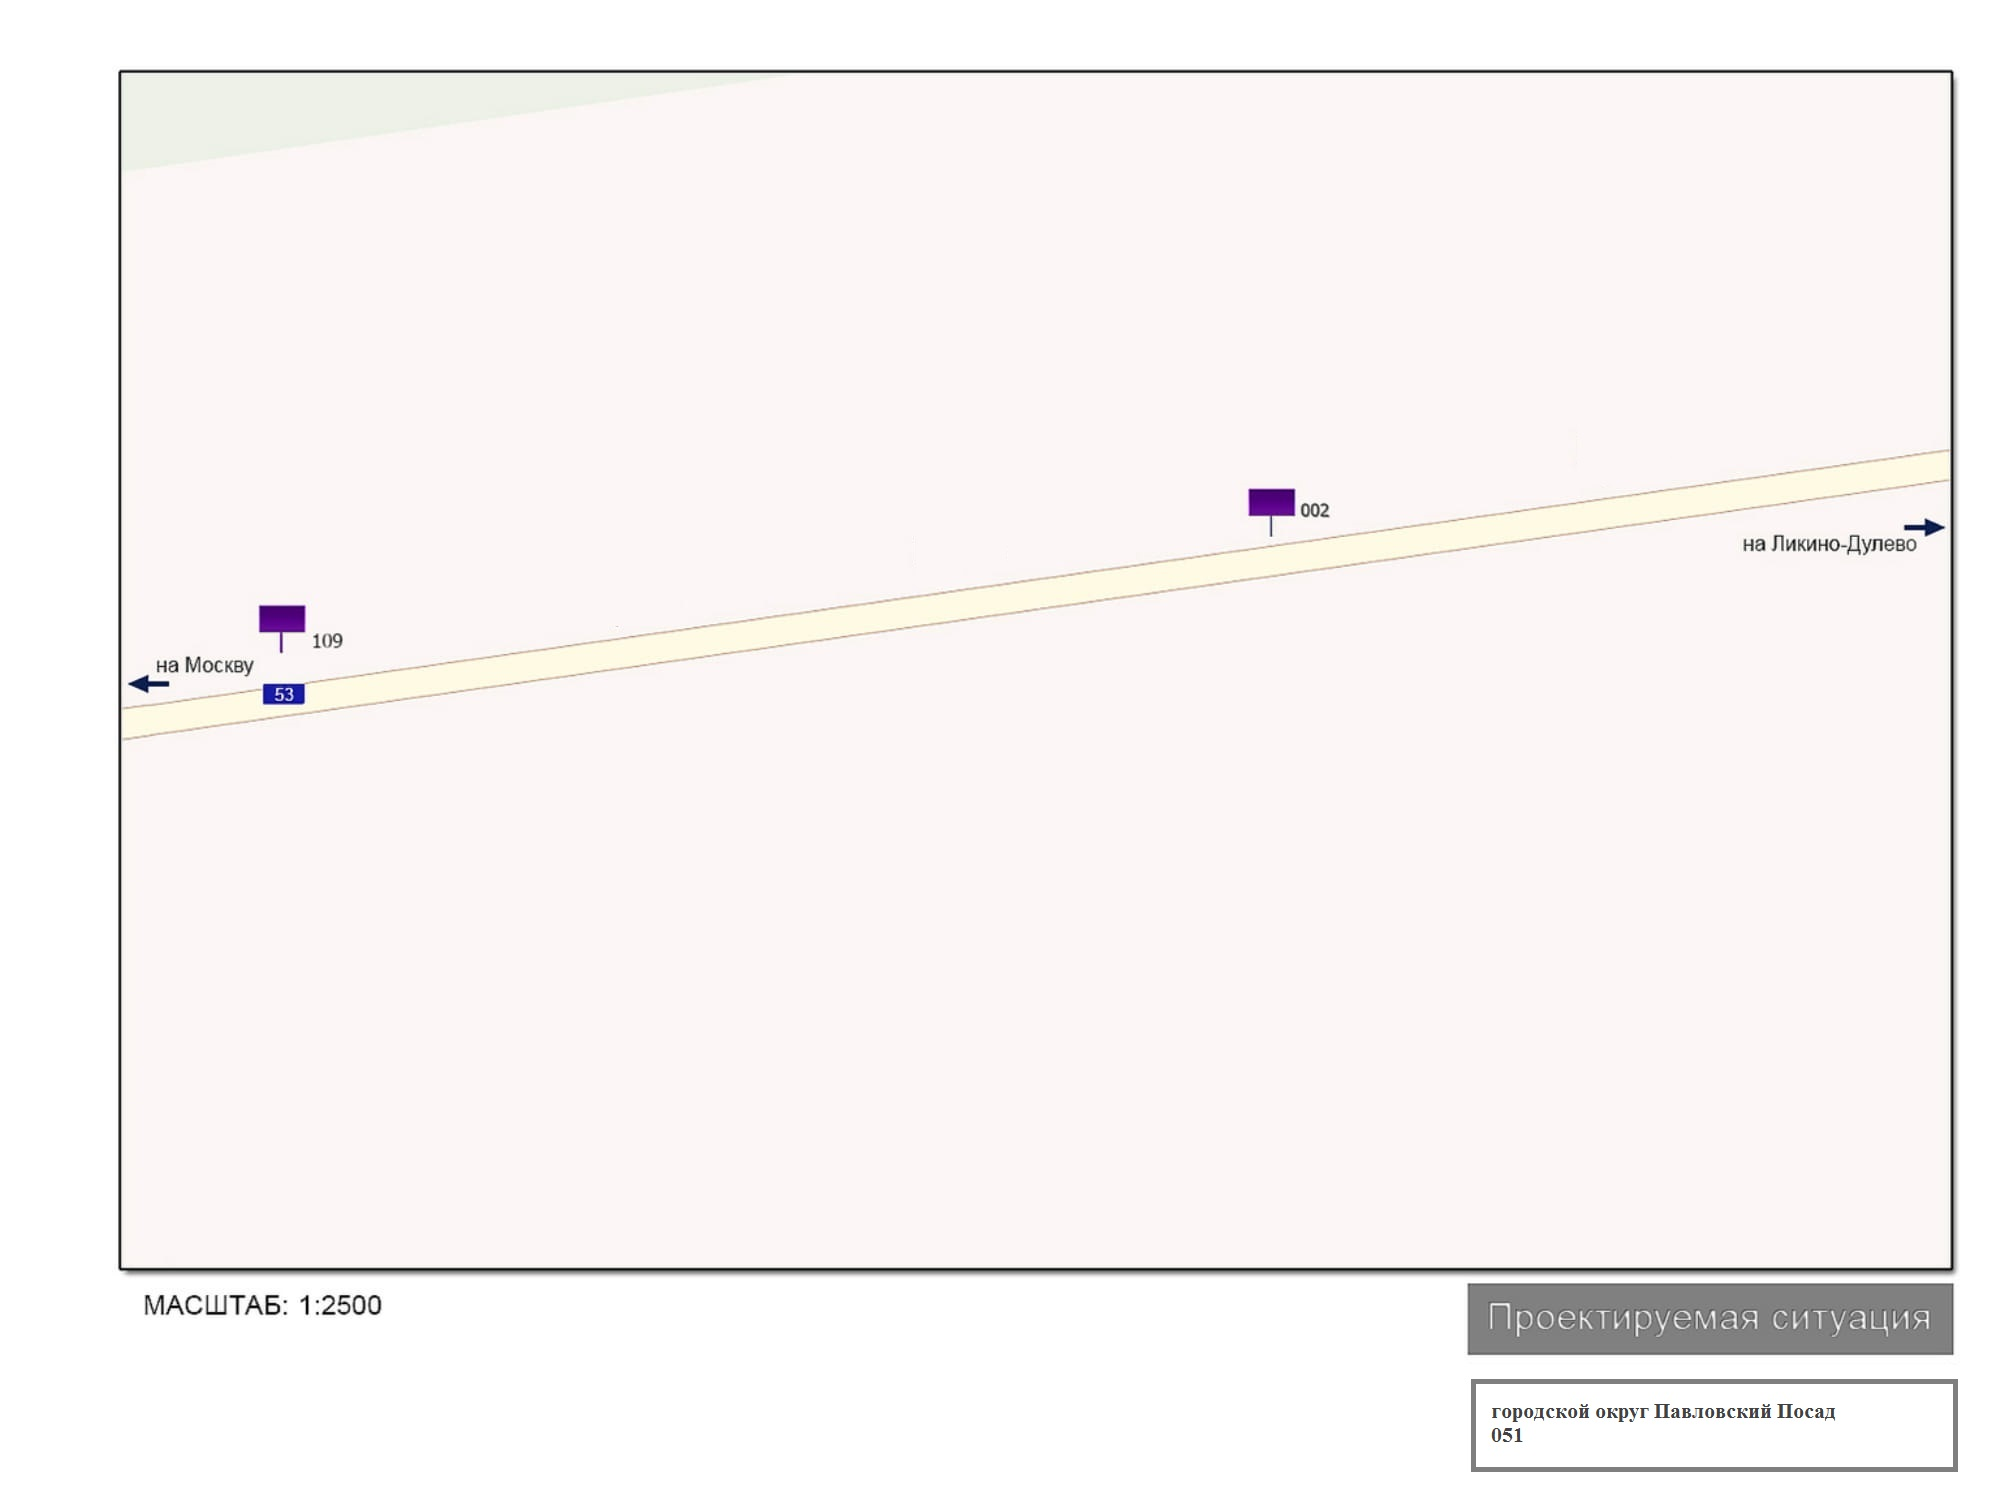 002
на Ликино-Дулево
109
на Москву
53
МАСШТАБ: 1:2500
Проектируемая ситуация
городской округ Павловский Посад
051